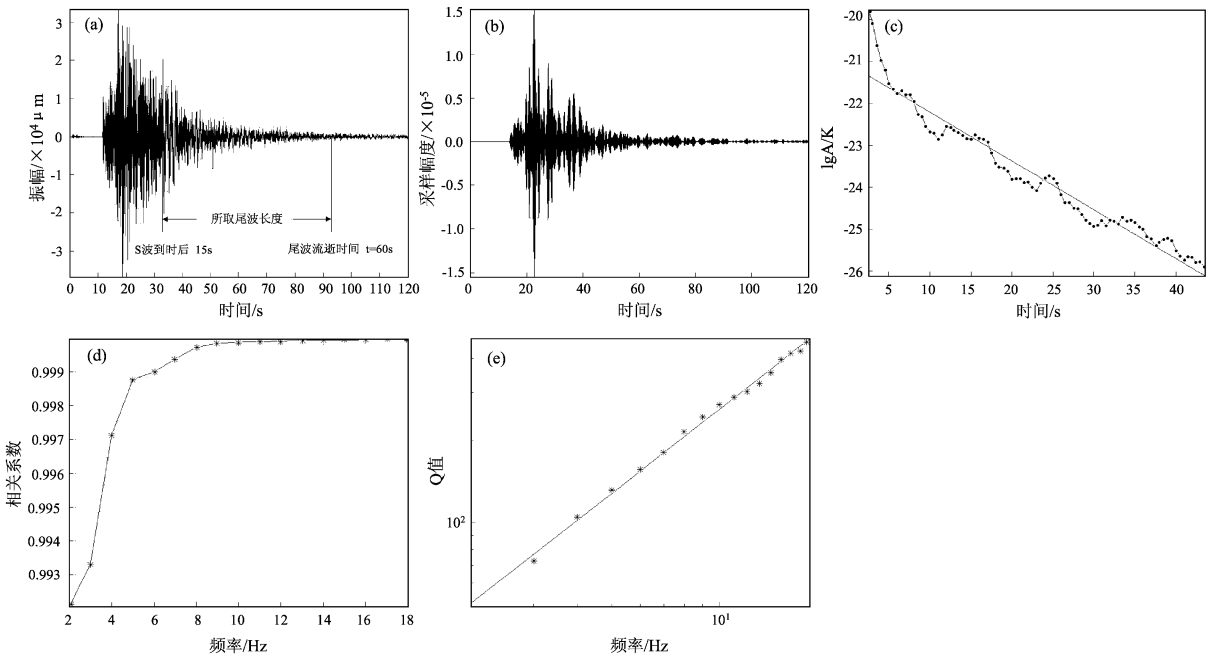 (a)
3
2
1
0
-1
-2
-3
振幅/×10⁴μm
所取尾波长度
S波到时后 15s
尾波流逝时间 t=60s
0 10 20 30 40 50 60 70 80 90 100 110 120
时间/s
(b)
1.5
1.0
0.5
0.0
-0.5
-1.0
-1.5
采样幅度/×10⁻⁵
0 20 40 60 80 100 120
时间/s
(c)
-20
-21
-22
-23
-24
-25
-26
lgA/K
5 10 15 20 25 30 35 40
时间/s
(d)
0.999
0.998
0.997
0.996
0.995
0.994
0.993
相关系数
2 4 6 8 10 12 14 16 18
频率/Hz
(e)
Q值
10²
10¹
频率/Hz